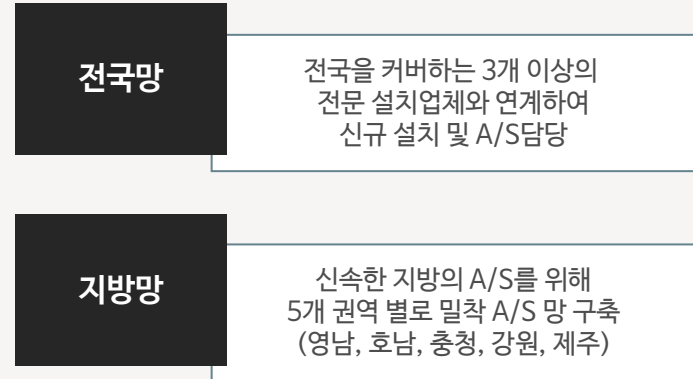 전국망
전국을 커버하는 3개 이상의
전문 설치업체와 연계하여
신규 설치 및 A/S담당
지방망
신속한 지방의 A/S를 위해
5개 권역 별로 밀착 A/S 망 구축
(영남, 호남, 충청, 강원, 제주)